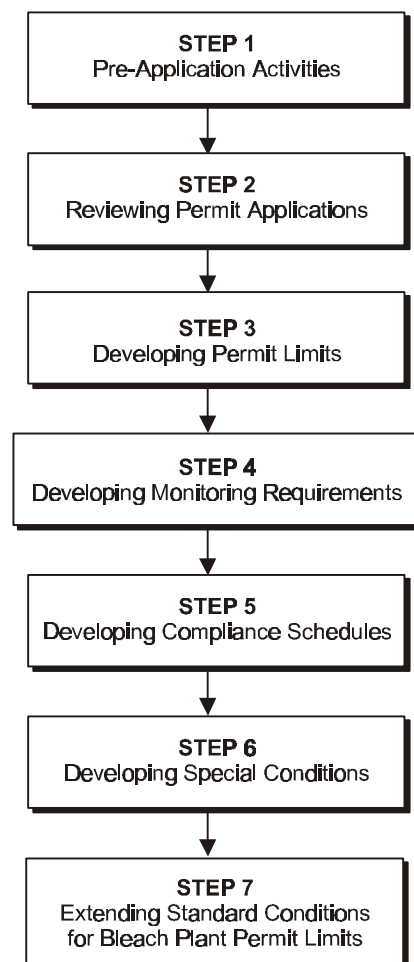 STEP 1
Pre-Application Activities
STEP 2
Reviewing Permit Applications
STEP 3
Developing Permit Limits
STEP 4
Developing Monitoring Requirements
STEP 5
Developing Compliance Schedules
STEP 6
Developing Special Conditions
STEP 7
Extending Standard Conditions
for Bleach Plant Permit Limits